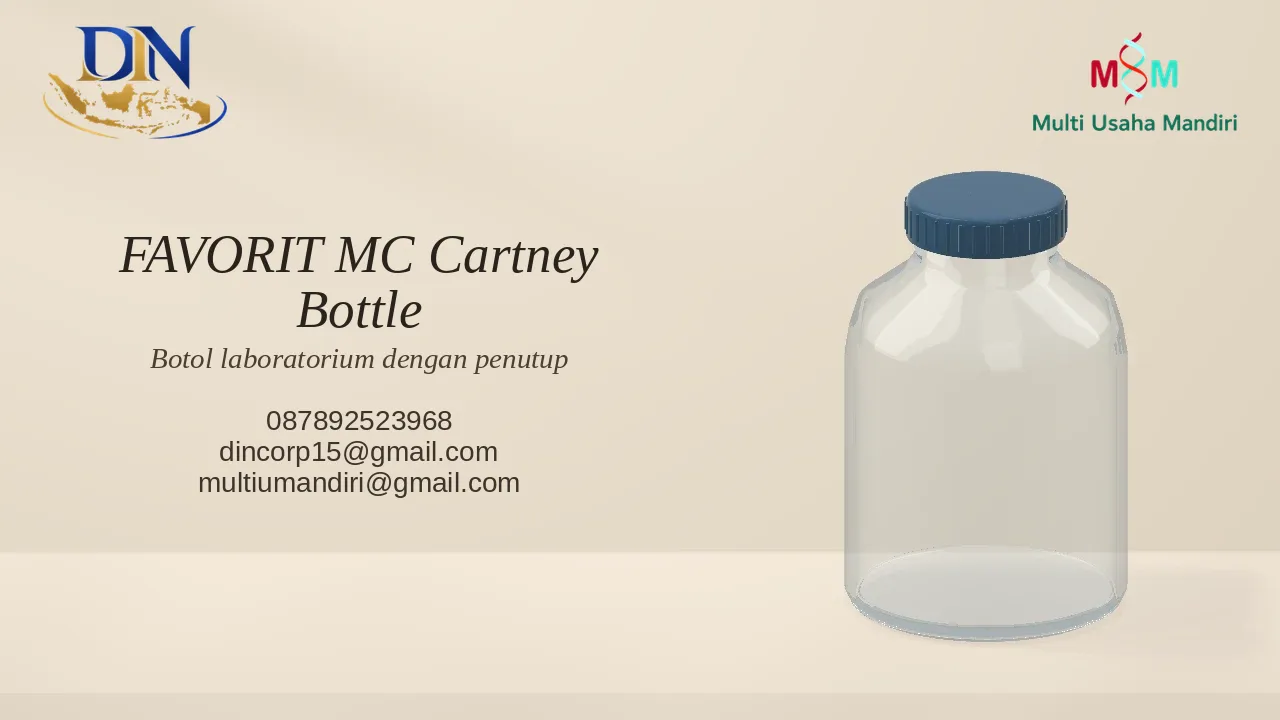 DIN
MSM
Multi Usaha Mandiri
FAVORIT MC Cartney
Bottle
Botol laboratorium dengan penutup
087892523968
dincorp15@gmail.com
multiumandiri@gmail.com